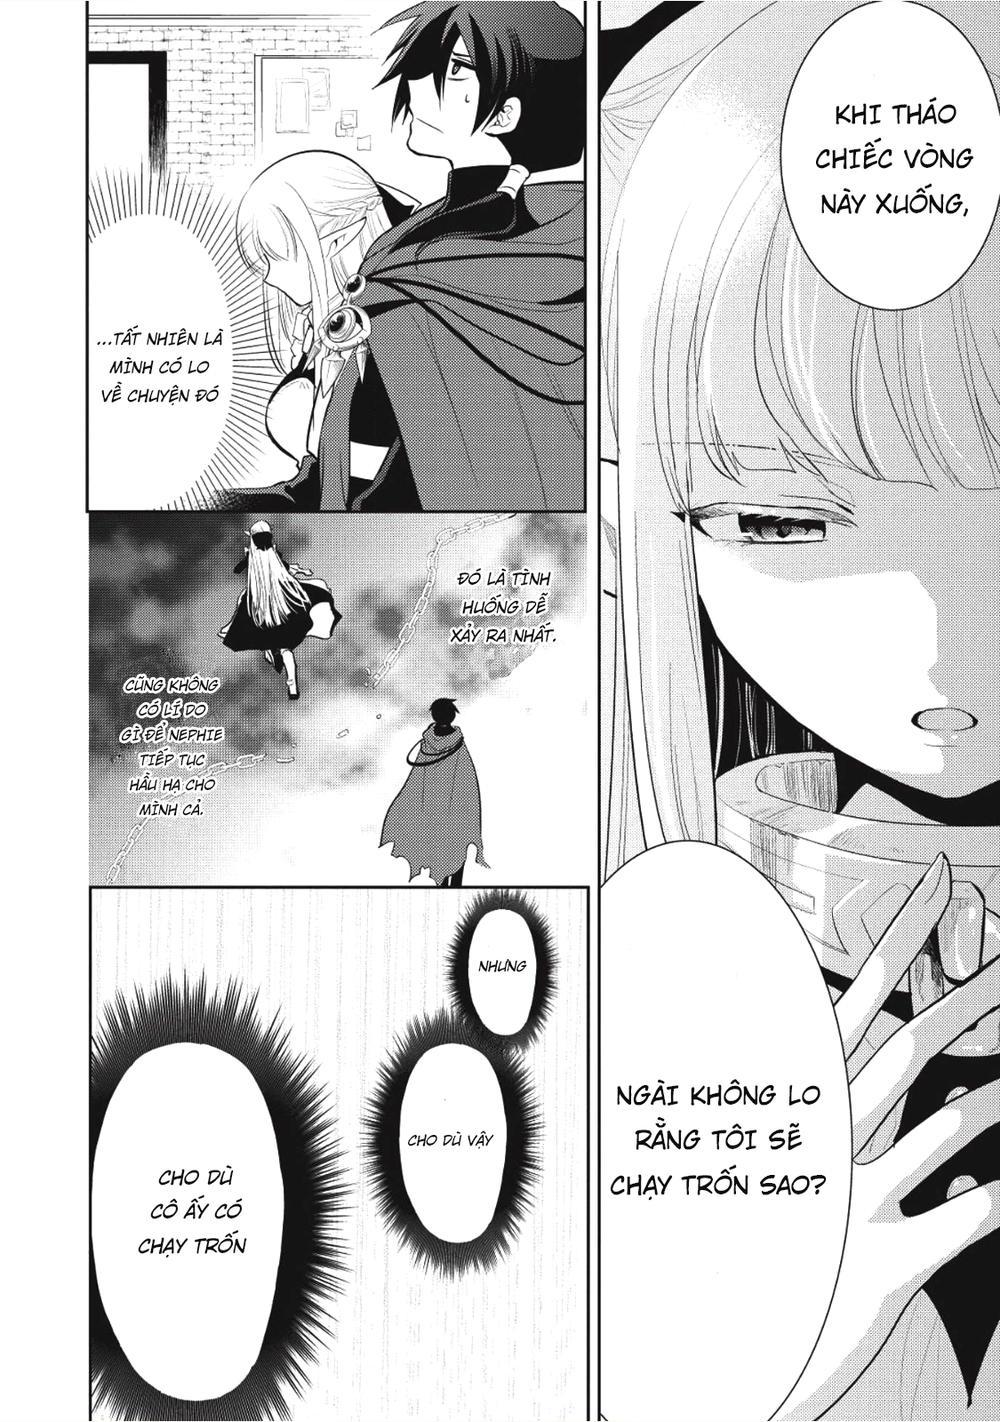 KHI THÁO
CHIẾC VÒNG
NÀY XUỐNG,
NGÀI KHÔNG LO
RẰNG TÔI SẼ
CHẠY TRỐN SAO?
...TẤT NHIÊN LÀ
MÌNH CÓ LO
VỀ CHUYỆN ĐÓ
ĐÓ LÀ TÌNH
HUỐNG DỄ
XẢY RA NHẤT.
CŨNG KHÔNG
CÓ LÍ DO
GÌ ĐỂ NEPHIE
TIẾP TỤC
HẦU HẠ CHO
MÌNH CẢ.
NHƯNG
CHO DÙ VẬY
CHO DÙ
CÔ ẤY CÓ
CHẠY TRỐN